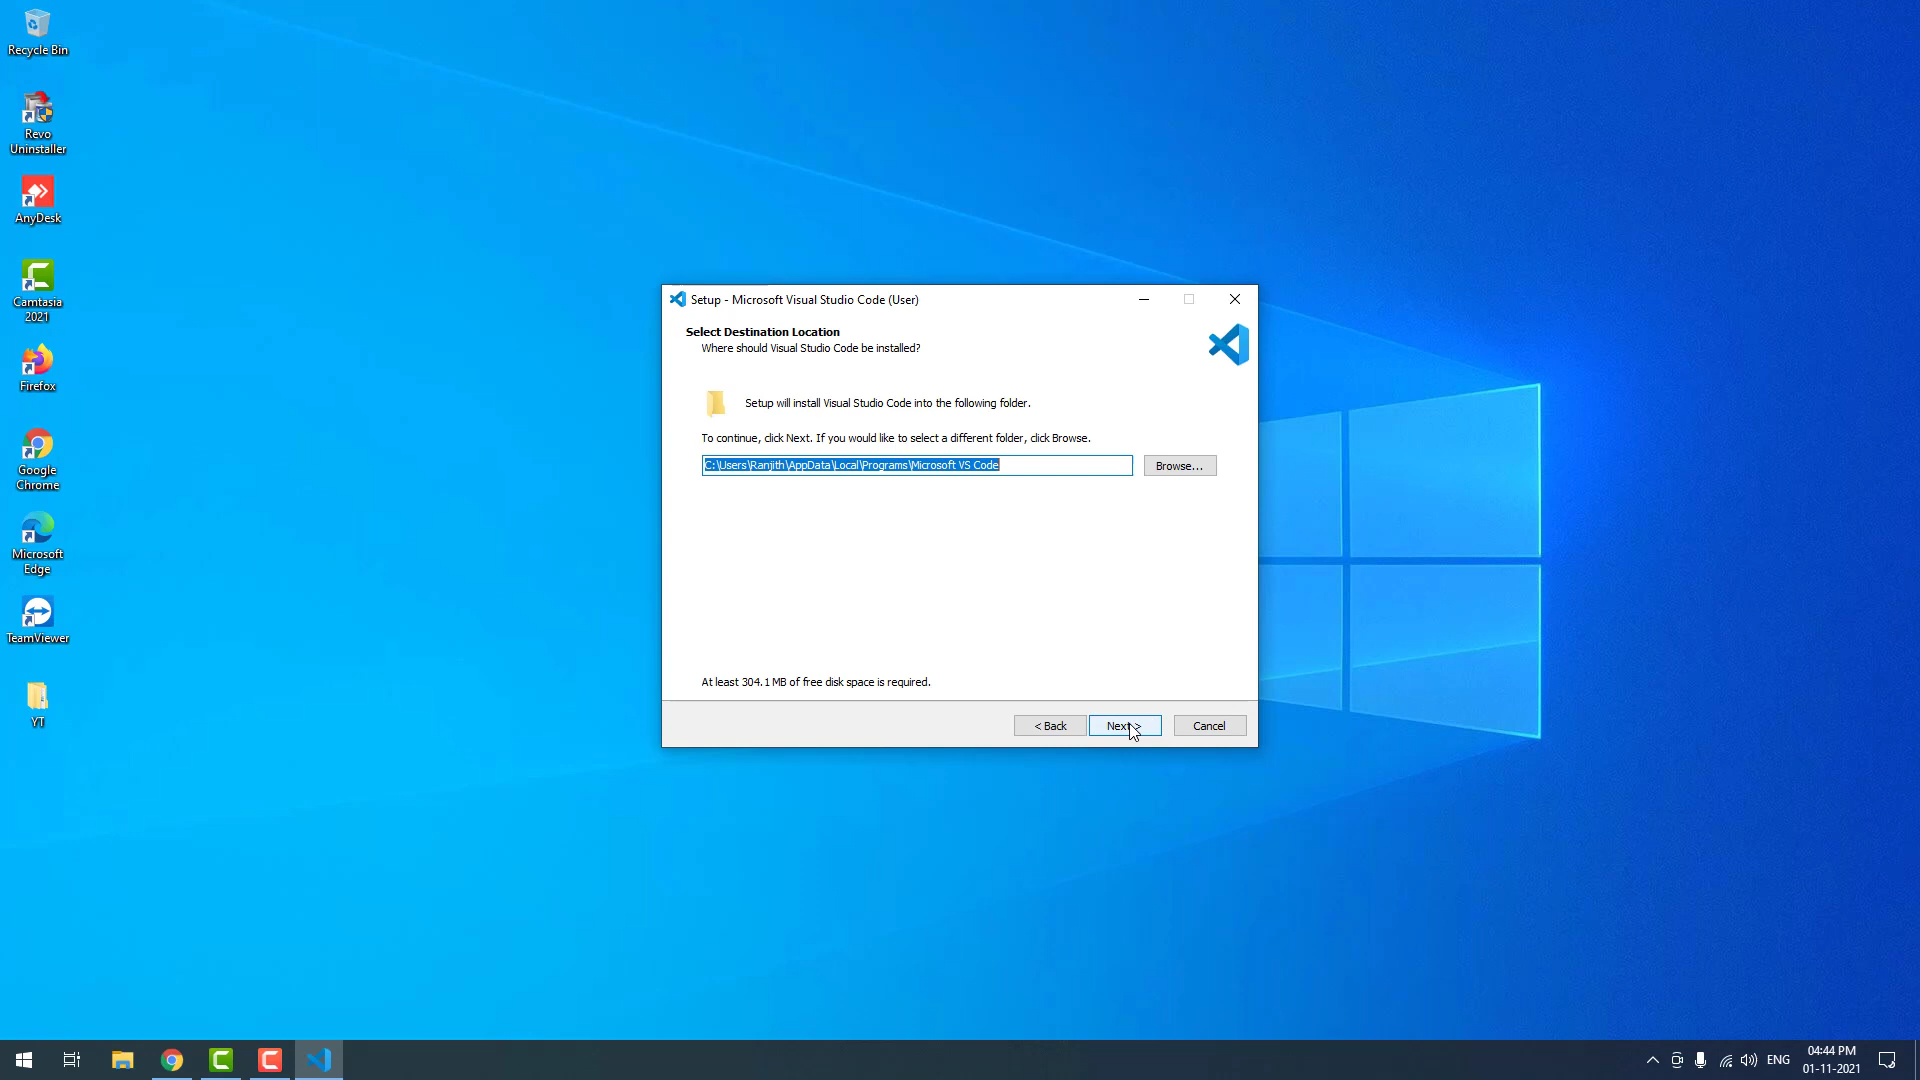 Recycle Bin
Revo
Uninstaller
AnyDesk
Camtasia
2021
Firefox
Google
Chrome
Microsoft
Edge
TeamViewer
YT
Setup - Microsoft Visual Studio Code (User)
Select Destination Location
Where should Visual Studio Code be installed?
Setup will install Visual Studio Code into the following folder.
To continue, click Next. If you would like to select a different folder, click Browse.
C:\Users\Ranjith\AppData\Local\Programs\Microsoft VS Code
Browse...
At least 304.1 MB of free disk space is required.
< Back
Next >
Cancel
ENG
04:44 PM
01-11-2021